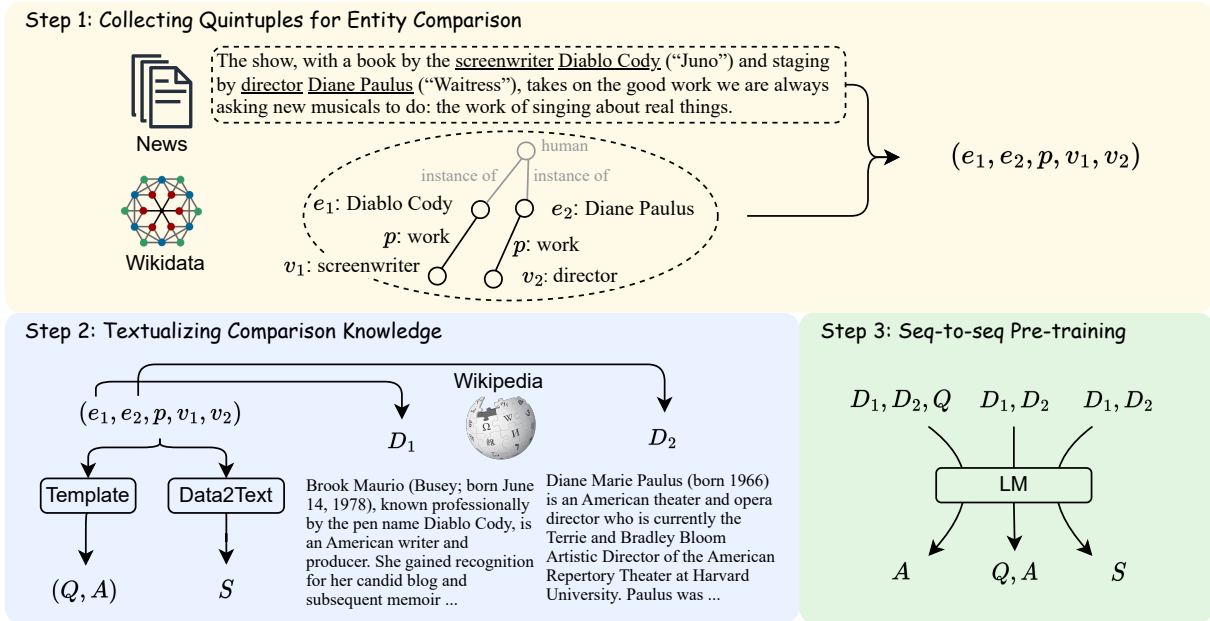 Step 1: Collecting Quintuples for Entity Comparison
The show, with a book by the screenwriter Diablo Cody (“Juno”) and staging
by director Diane Paulus (“Waitress”), takes on the good work we are always
asking new musicals to do: the work of singing about real things.
News
human
instance of
instance of
(e₁, e₂, p, v₁, v₂)
e₁: Diablo Cody
e₂: Diane Paulus
p: work
p: work
v₁: screenwriter
v₂: director
Wikidata
Step 2: Textualizing Comparison Knowledge
Wikipedia
(e₁, e₂, p, v₁, v₂)
D₁
D₂
Template
Data2Text
(Q, A)
S
Brook Maurio (Busey; born June
14, 1978), known professionally
by the pen name Diablo Cody, is
an American writer and
producer. She gained recognition
for her candid blog and
subsequent memoir ...
Diane Marie Paulus (born 1966)
is an American theater and opera
director who is currently the
Terrie and Bradley Bloom
Artistic Director of the American
Repertory Theater at Harvard
University. Paulus was ...
Step 3: Seq-to-seq Pre-training
D₁, D₂, Q
D₁, D₂
D₁, D₂
LM
A
Q, A
S